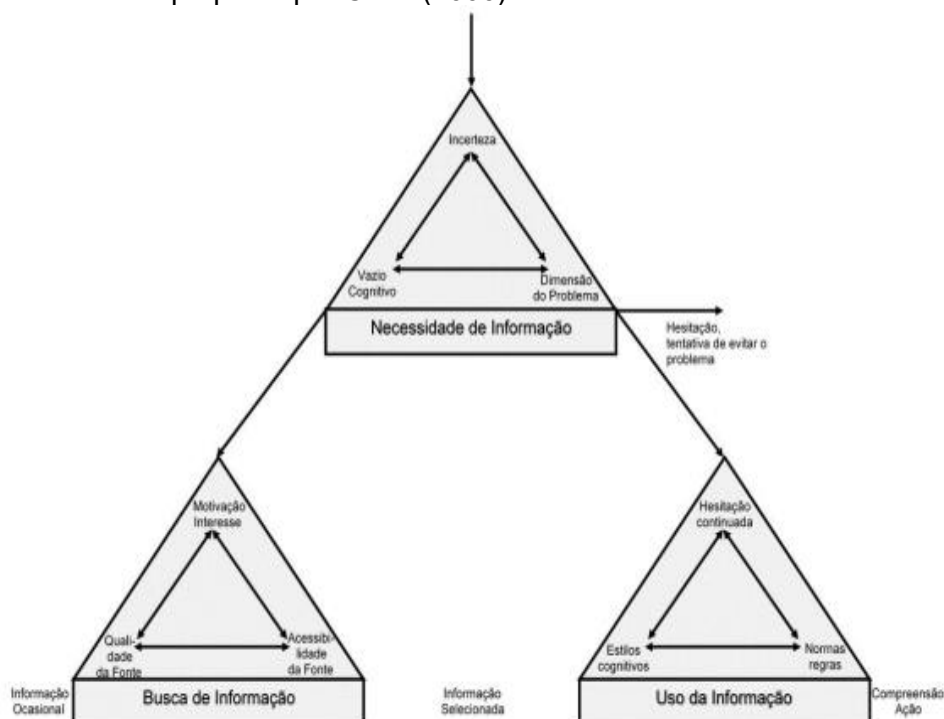 Incerteza
Vazio
Cognitivo
Dimensão
do Problema
Necessidade de Informação
Hesitação,
tentativa de evitar o
problema
Motivação
Interesse
Quali-
dade
da Fonte
Acessibi-
lidade
da Fonte
Hesitação
continuada
Estilos
cognitivos
Normas
regras
Informação
Ocasional
Busca de Informação
Informação
Selecionada
Uso da Informação
Compreensão
Ação